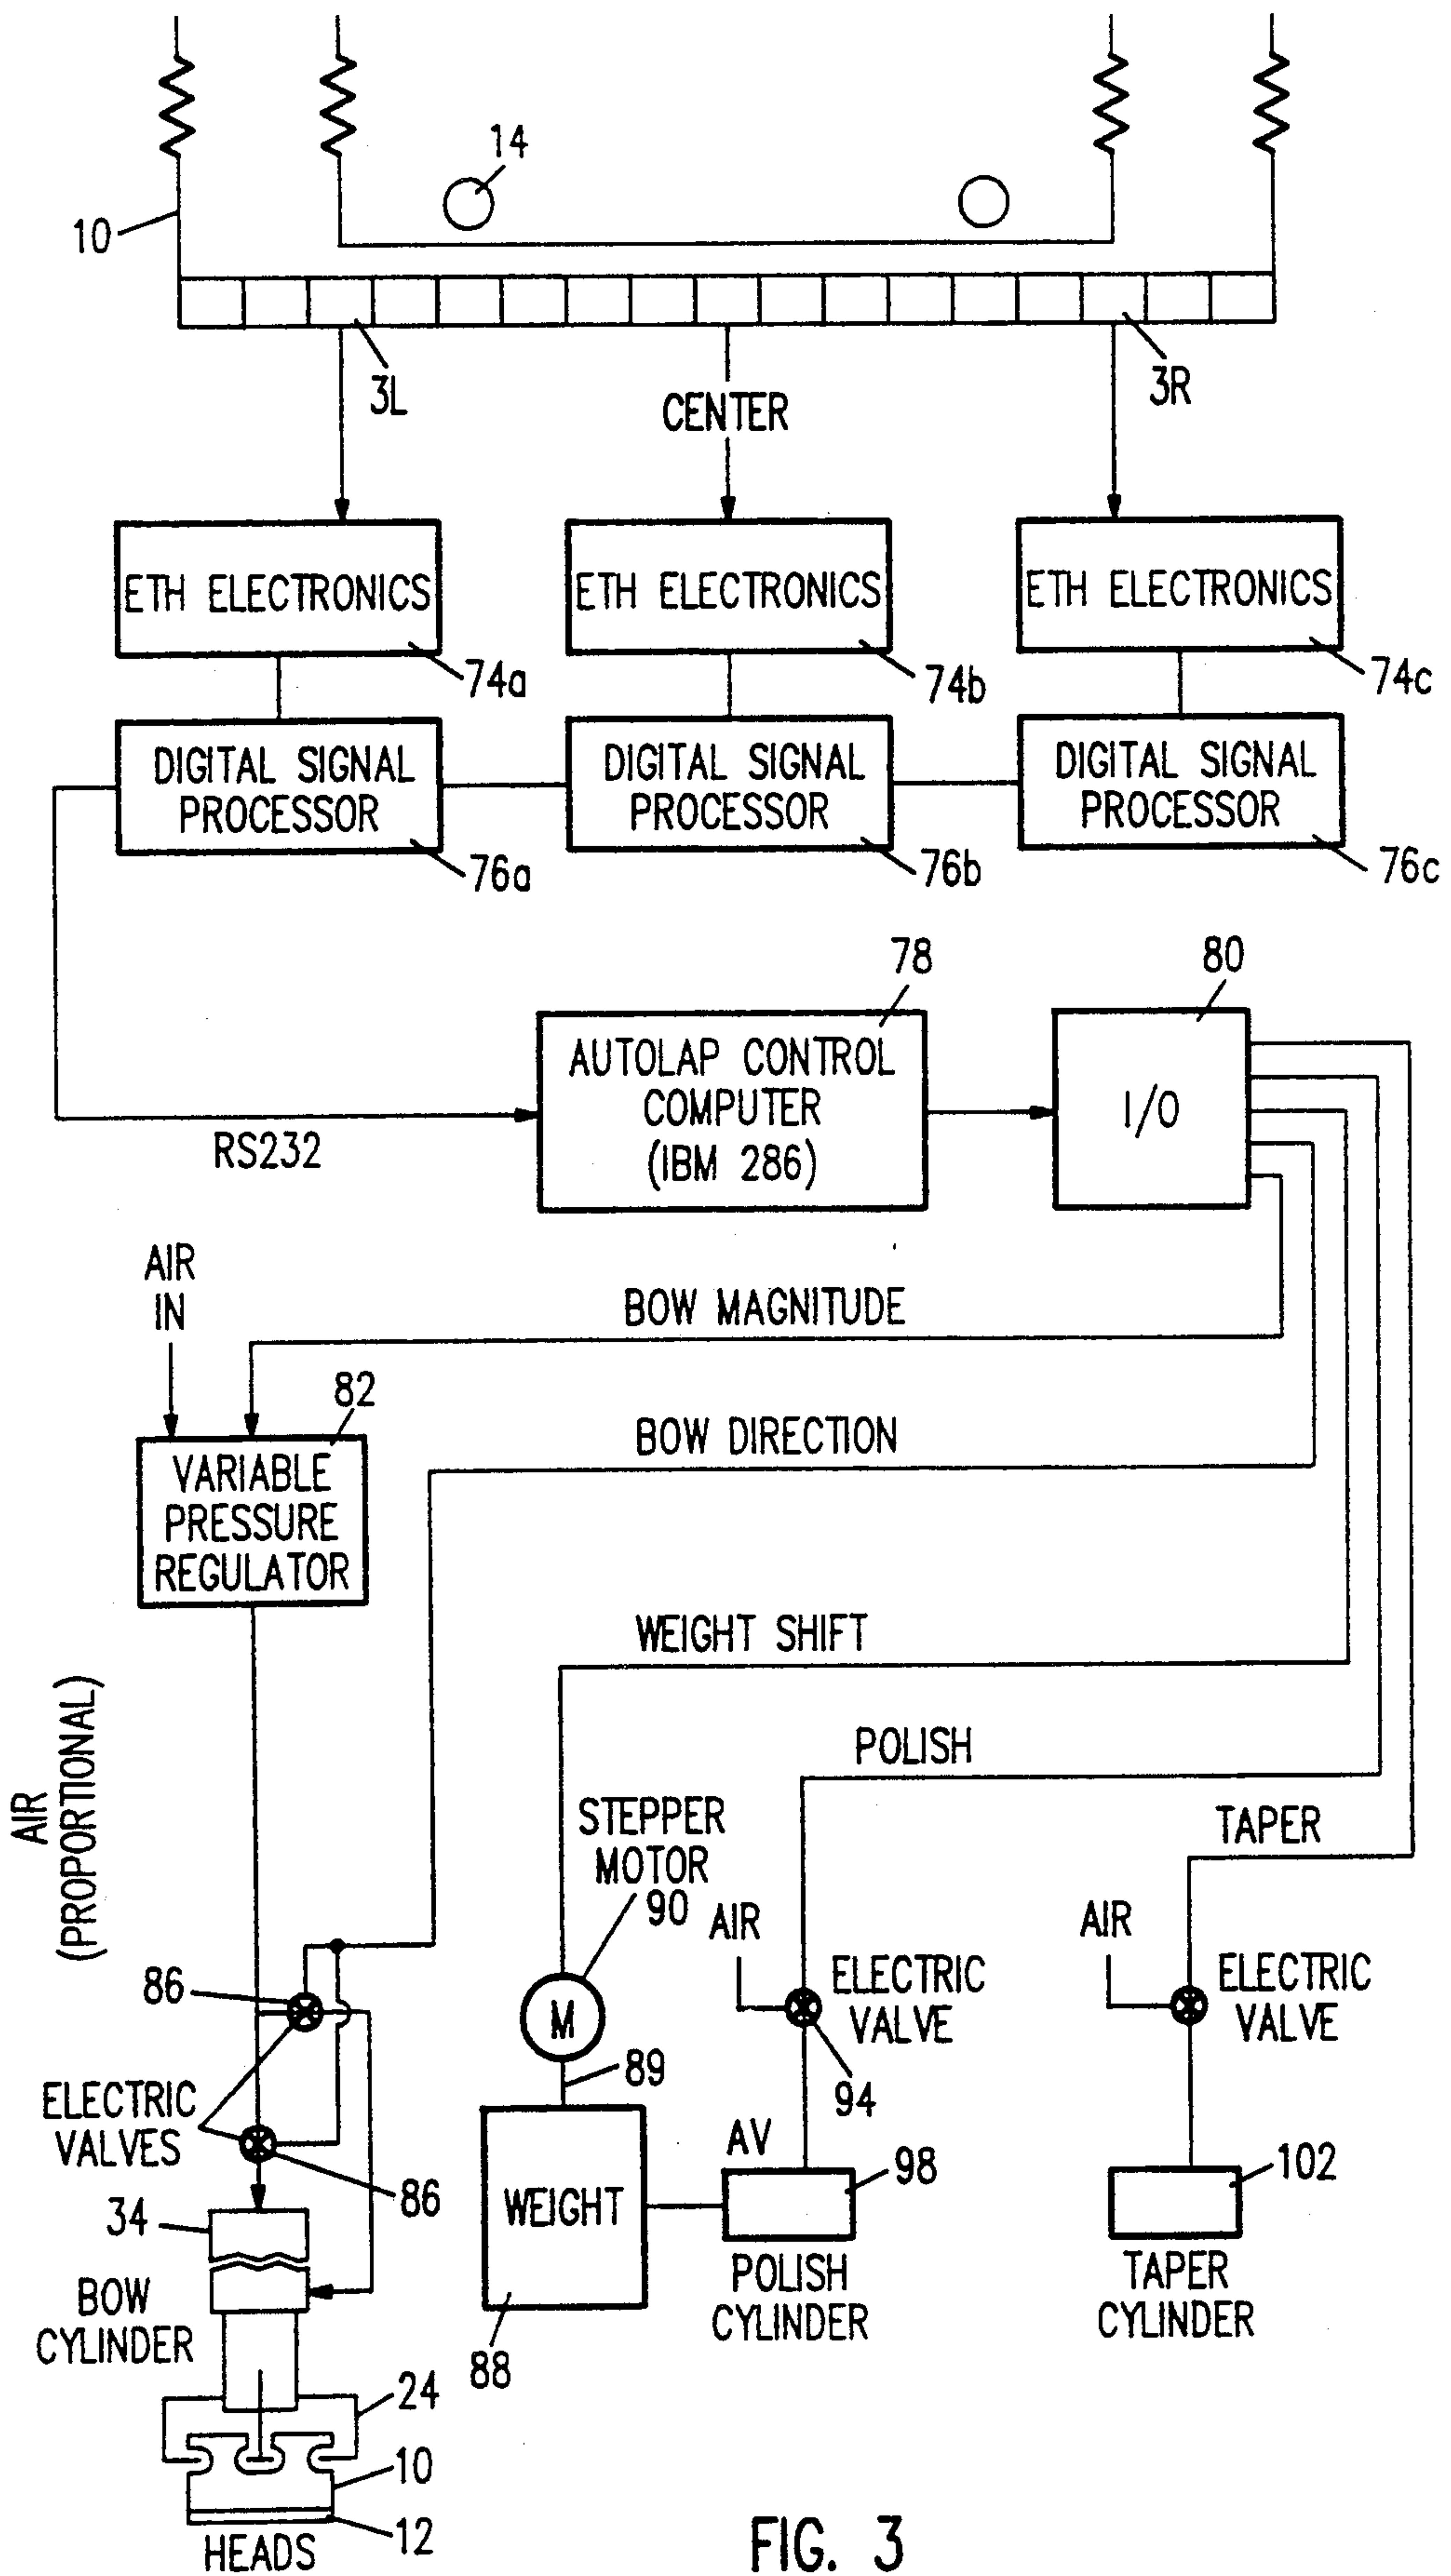 14
10
3L
CENTER
3R
ETH ELECTRONICS
ETH ELECTRONICS
ETH ELECTRONICS
74a
74b
74c
DIGITAL SIGNAL
PROCESSOR
DIGITAL SIGNAL
PROCESSOR
DIGITAL SIGNAL
PROCESSOR
76a
76b
76c
78
80
AUTOLAP CONTROL
COMPUTER
(IBM 286)
I/O
RS232
AIR
IN
BOW MAGNITUDE
82
BOW DIRECTION
VARIABLE
PRESSURE
REGULATOR
WEIGHT SHIFT
AIR
(PROPORTIONAL)
POLISH
STEPPER
MOTOR
90
TAPER
AIR
AIR
86
ELECTRIC
VALVE
ELECTRIC
VALVE
M
89
94
ELECTRIC
VALVES
86
AV
98
102
34
WEIGHT
BOW
CYLINDER
POLISH
CYLINDER
TAPER
CYLINDER
88
24
10
12
HEADS
FIG. 3